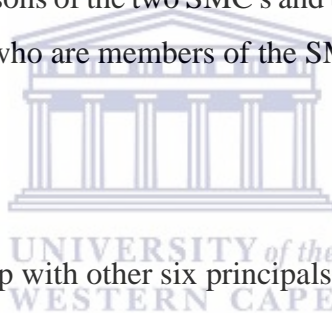 sons of the two SMC's and
who are members of the SM
UNIVERSITY of the
p with other six principals
WESTERN CAPE